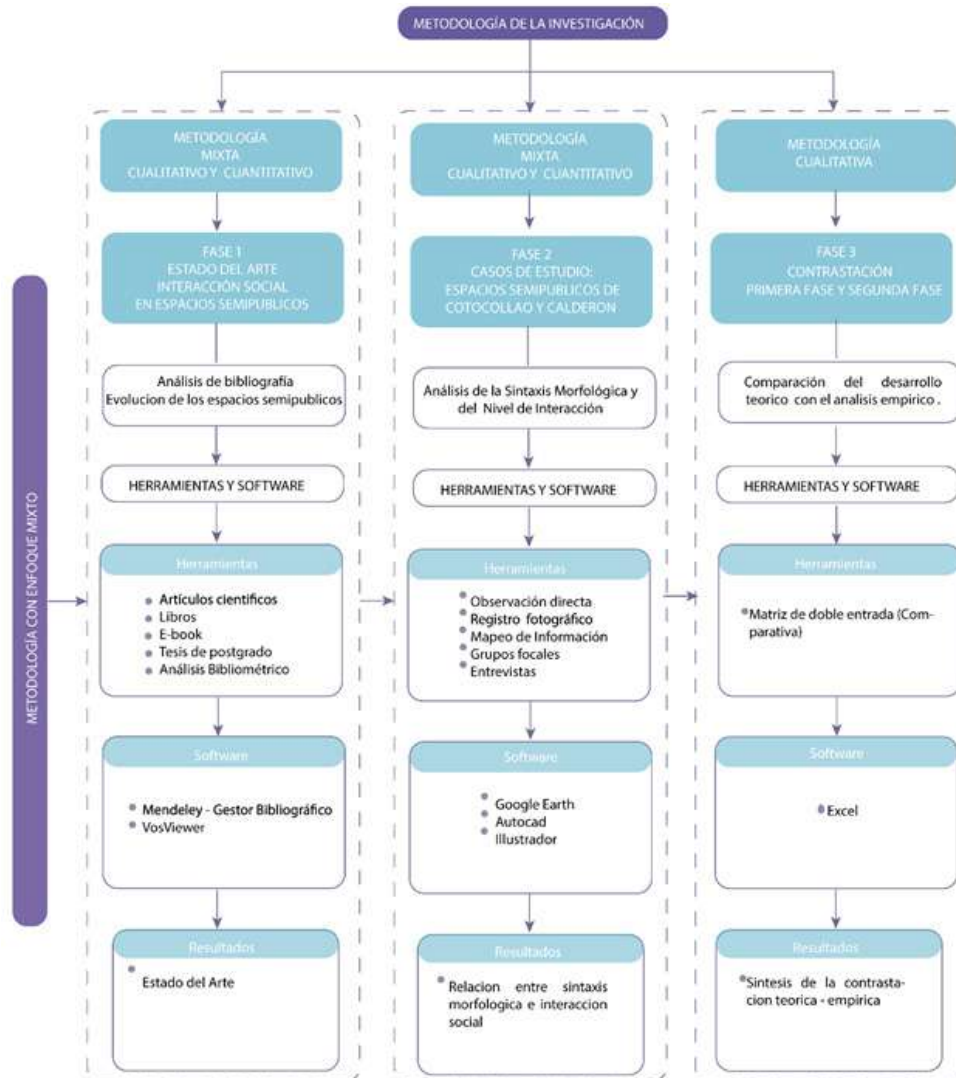 METODOLOGÍA DE LA INVESTIGACIÓN
METODOLOGÍA CON ENFOQUE MIXTO
METODOLOGÍA
MIXTA
CUALITATIVO Y CUANTITATIVO
FASE 1
ESTADO DEL ARTE
INTERACCIÓN SOCIAL
EN ESPACIOS SEMIPUBLICOS
Análisis de bibliografía
Evolucion de los espacios semipublicos
HERRAMIENTAS Y SOFTWARE
Herramientas
Artículos científicos
Libros
E-book
Tesis de postgrado
Análisis Bibliométrico
Software
Mendeley - Gestor Bibliográfico
VosViewer
Resultados
Estado del Arte
METODOLOGÍA
MIXTA
CUALITATIVO Y CUANTITATIVO
FASE 2
CASOS DE ESTUDIO:
ESPACIOS SEMIPUBLICOS DE
COTOCOLLAO Y CALDERON
Análisis de la Sintaxis Morfológica y
del Nivel de Interacción
HERRAMIENTAS Y SOFTWARE
Herramientas
Observación directa
Registro fotográfico
Mapeo de Información
Grupos focales
Entrevistas
Software
Google Earth
Autocad
Illustrador
Resultados
Relacion entre sintaxis
morfologica e interaccion
social
METODOLOGÍA
CUALITATIVA
FASE 3
CONTRASTACIÓN
PRIMERA FASE Y SEGUNDA FASE
Comparación del desarrollo
teorico con el analisis empírico .
HERRAMIENTAS Y SOFTWARE
Herramientas
Matriz de doble entrada (Com-
parativa)
Software
Excel
Resultados
Sintesis de la contrasta-
cion teorica - empirica